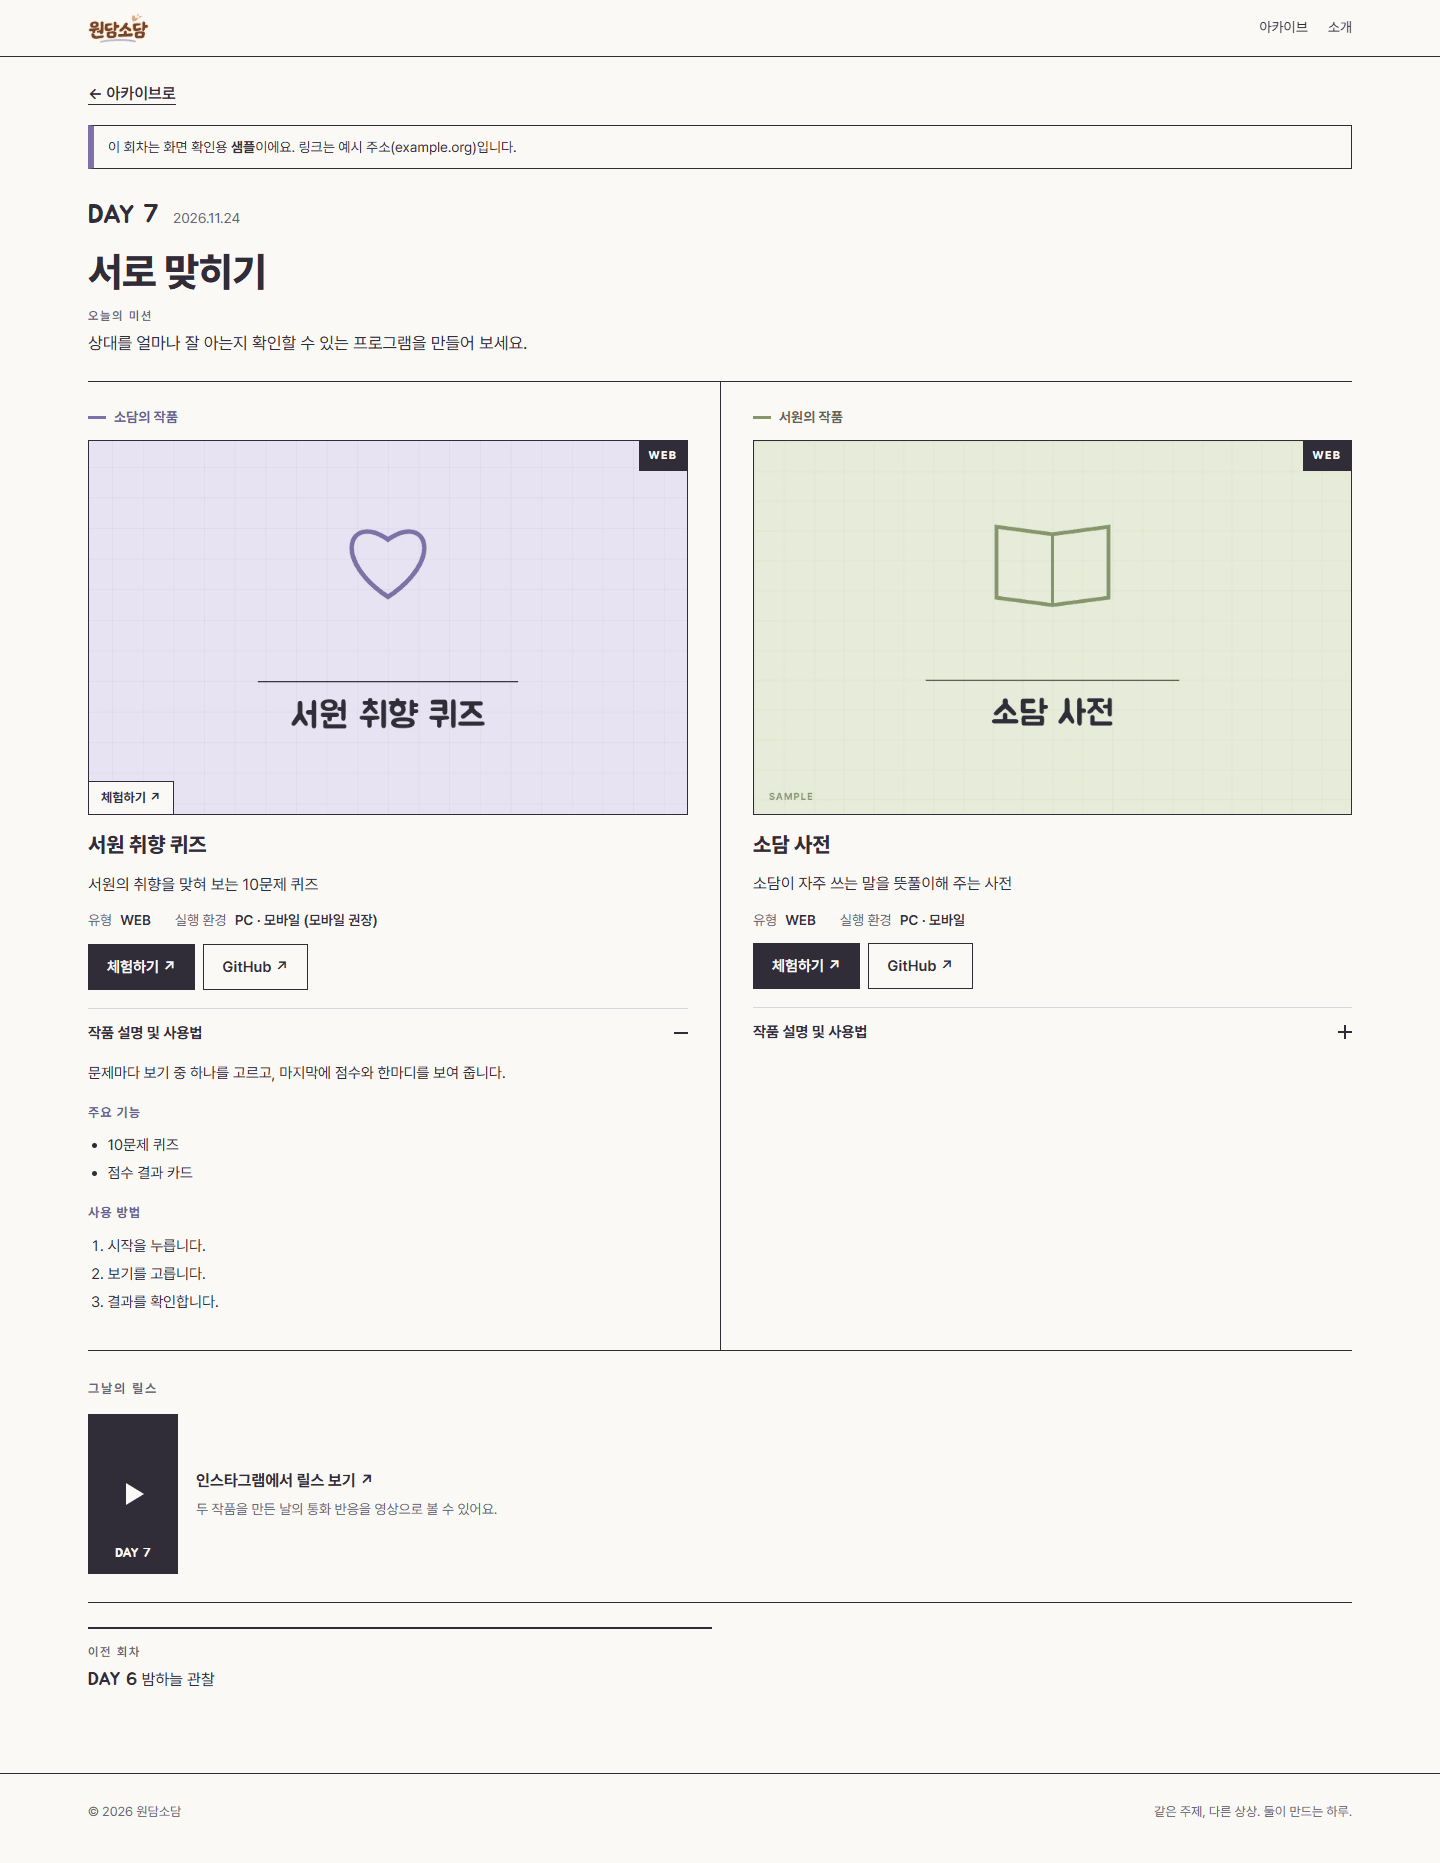 원담소담
아카이브 소개
← 아카이브로
이 회차는 화면 확인용 샘플이에요. 링크는 예시 주소(example.org)입니다.
DAY 7 2026.11.24
서로 맞히기
오늘의 미션
상대를 얼마나 잘 아는지 확인할 수 있는 프로그램을 만들어 보세요.
소담의 작품
WEB
서원 취향 퀴즈
체험하기 ↗
서원 취향 퀴즈
서원의 취향을 맞혀 보는 10문제 퀴즈
유형 WEB 실행 환경 PC · 모바일 (모바일 권장)
체험하기 ↗ GitHub ↗
작품 설명 및 사용법
문제마다 보기 중 하나를 고르고, 마지막에 점수와 한마디를 보여 줍니다.
주요 기능
• 10문제 퀴즈
• 점수 결과 카드
사용 방법
1. 시작을 누릅니다.
2. 보기를 고릅니다.
3. 결과를 확인합니다.
서원의 작품
WEB
소담 사전
SAMPLE
소담 사전
소담이 자주 쓰는 말을 뜻풀이해 주는 사전
유형 WEB 실행 환경 PC · 모바일
체험하기 ↗ GitHub ↗
작품 설명 및 사용법
그날의 릴스
DAY 7
인스타그램에서 릴스 보기 ↗
두 작품을 만든 날의 통화 반응을 영상으로 볼 수 있어요.
이전 회차
DAY 6 밤하늘 관찰
© 2026 원담소담
같은 주제, 다른 상상. 둘이 만드는 하루.